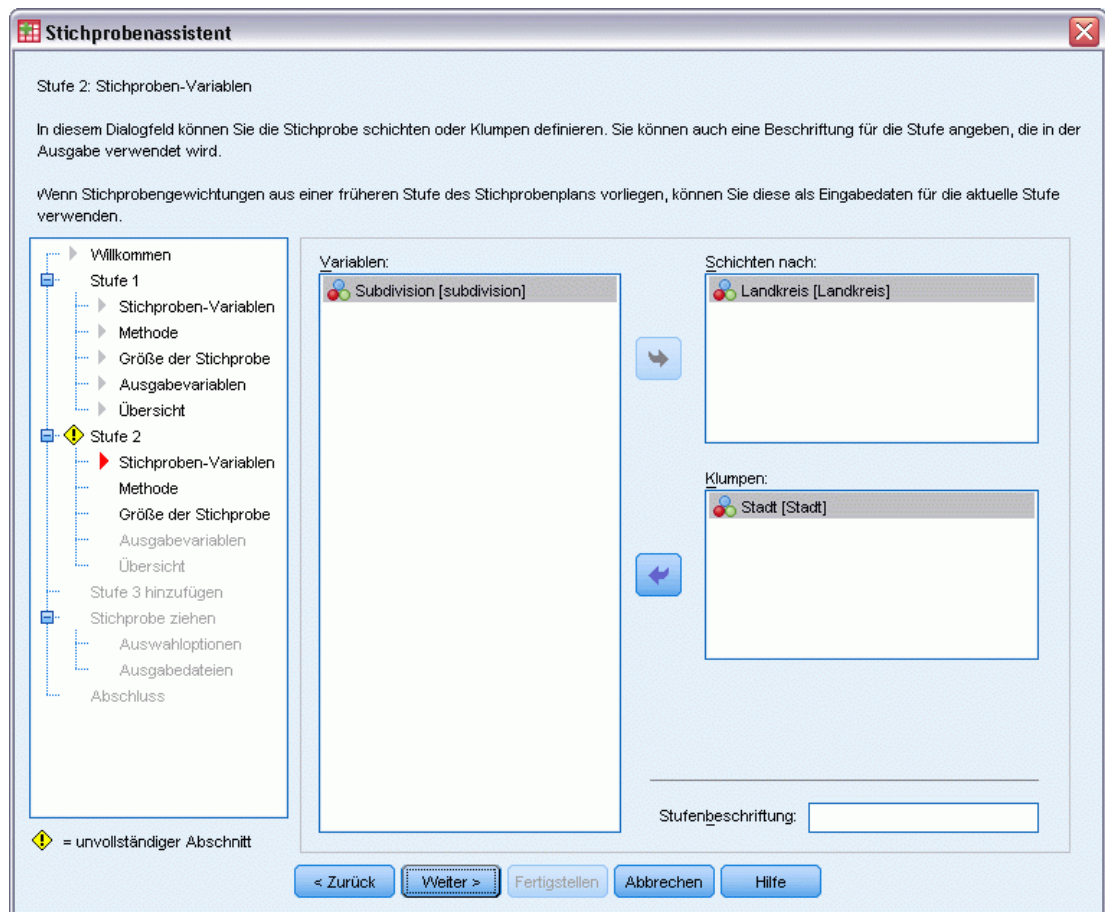 Stichprobenassistent
Stufe 2: Stichproben-Variablen
In diesem Dialogfeld können Sie die Stichprobe schichten oder Klumpen definieren. Sie können auch eine Beschriftung für die Stufe angeben, die in der
Ausgabe verwendet wird.
Wenn Stichprobengewichtungen aus einer früheren Stufe des Stichprobenplans vorliegen, können Sie diese als Eingabedaten für die aktuelle Stufe
verwenden.
Willkommen
Stufe 1
Stichproben-Variablen
Methode
Größe der Stichprobe
Ausgabevariablen
Übersicht
Stufe 2
Stichproben-Variablen
Methode
Größe der Stichprobe
Ausgabevariablen
Übersicht
Stufe 3 hinzufügen
Stichprobe ziehen
Auswahloptionen
Ausgabedateien
Abschluss
= unvollständiger Abschnitt
Variablen:
Subdivision [subdivision]
Schichten nach:
Landkreis [Landkreis]
Klumpen:
Stadt [Stadt]
Stufenbeschriftung:
< Zurück
Weiter >
Fertigstellen
Abbrechen
Hilfe